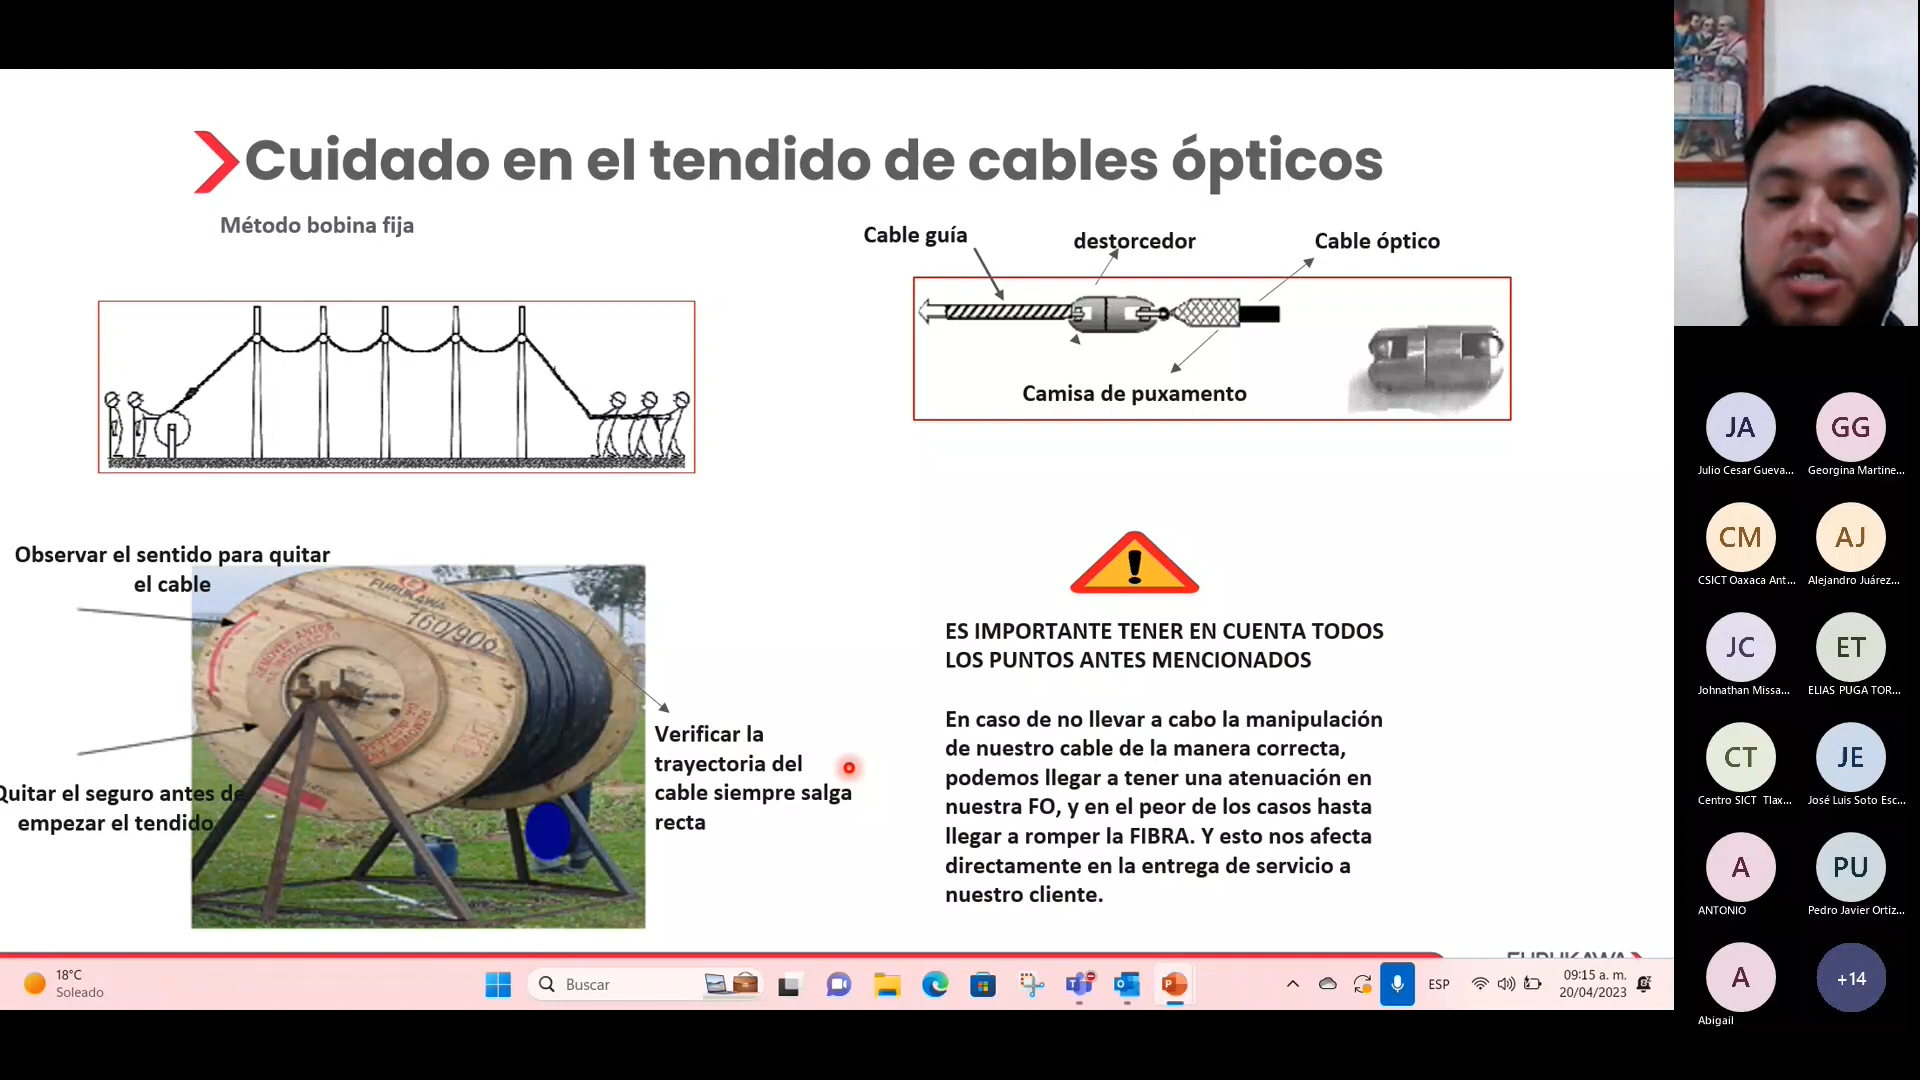 Cuidado en el tendido de cables ópticos
Método bobina fija
Cable guía
destorcedor
Cable óptico
Camisa de puxamento
Observar el sentido para quitar
el cable
FURUKAWA
160/900
REMOVER ANTES
Quitar el seguro antes de
empezar el tendido
Verificar la
trayectoria del
cable siempre salga
recta
ES IMPORTANTE TENER EN CUENTA TODOS
LOS PUNTOS ANTES MENCIONADOS
En caso de no llevar a cabo la manipulación
de nuestro cable de la manera correcta,
podemos llegar a tener una atenuación en
nuestra FO, y en el peor de los casos hasta
llegar a romper la FIBRA. Y esto nos afecta
directamente en la entrega de servicio a
nuestro cliente.
FURUKAWA
18°C
Soleado
Buscar
ESP
09:15 a. m.
20/04/2023
JA
Julio Cesar Gueva...
GG
Georgina Martine...
CM
CSICT Oaxaca Ant...
AJ
Alejandro Juárez...
JC
Johnathan Missa...
ET
ELIAS PUGA TOR...
CT
Centro SICT Tlax...
JE
José Luis Soto Esc...
A
ANTONIO
PU
Pedro Javier Ortiz...
A
Abigail
+14